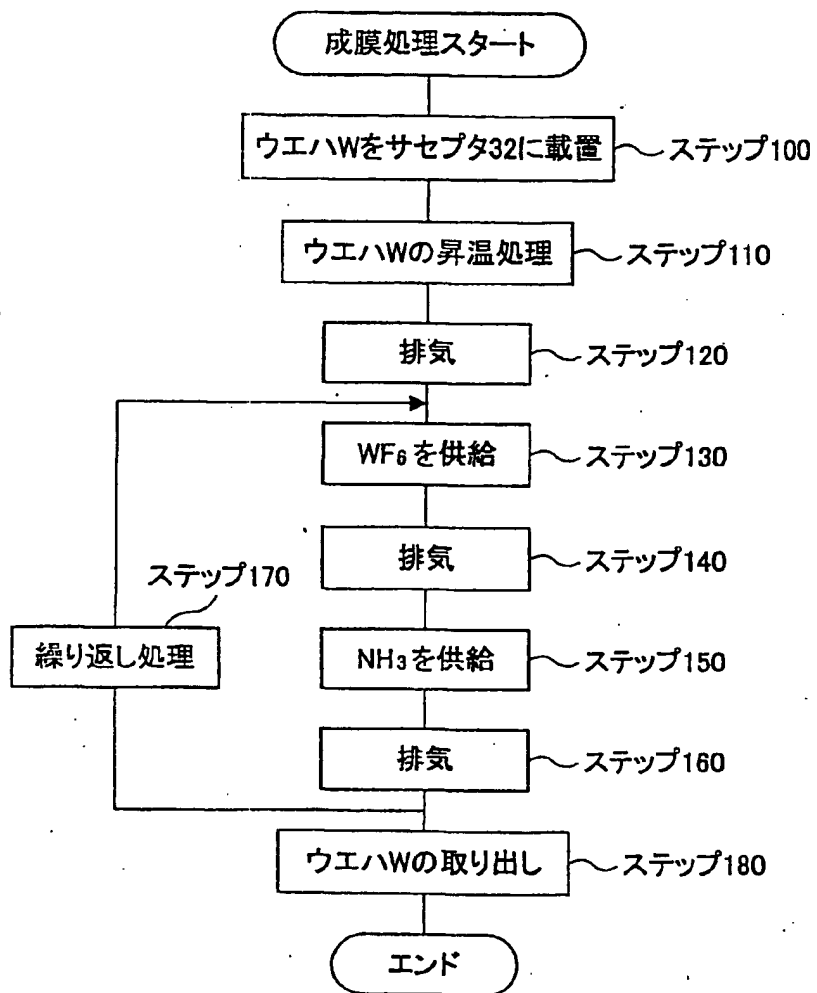 成膜処理スタート
ウエハWをサセプタ32に載置
ステップ100
ウエハWの昇温処理
ステップ110
排気
ステップ120
WF₆を供給
ステップ130
排気
ステップ140
ステップ170
繰り返し処理
NH₃を供給
ステップ150
排気
ステップ160
ウエハWの取り出し
ステップ180
エンド